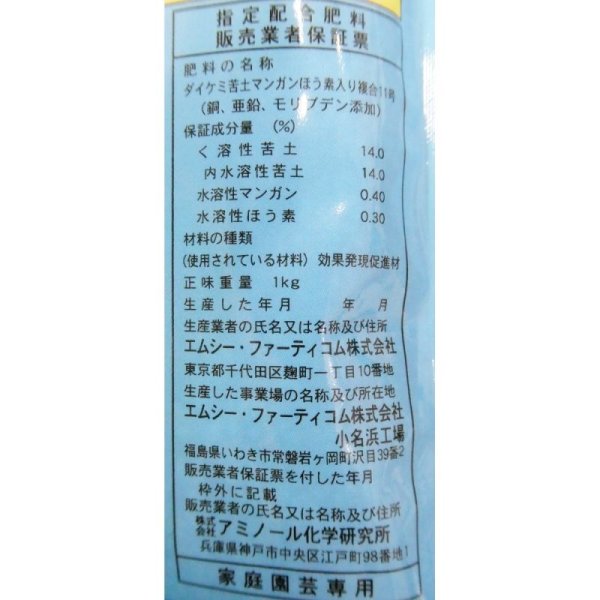 指定配合肥料
販売業者保証票
肥料の名称
ダイケミ苦土マンガンほう素入り複合11号
（銅、亜鉛、モリブデン添加）
保証成分量　（%）
く溶性苦土　14.0
内水溶性苦土　14.0
水溶性マンガン　0.40
水溶性ほう素　0.30
材料の種類
（使用されている材料）　効果発現促進材
正味重量　1kg
生産した年月　　年　月
生産業者の氏名又は名称及び住所
エムシー・ファーティコム株式会社
東京都千代田区麹町一丁目10番地
生産した事業場の名称及び所在地
エムシー・ファーティコム株式会社
小名浜工場
福島県いわき市常磐岩ヶ岡町沢目39番2
販売業者保証票を付した年月
枠外に記載
販売業者の氏名又は名称及び住所
株式会社アミノール化学研究所
兵庫県神戸市中央区江戸町98番地1
家庭園芸専用